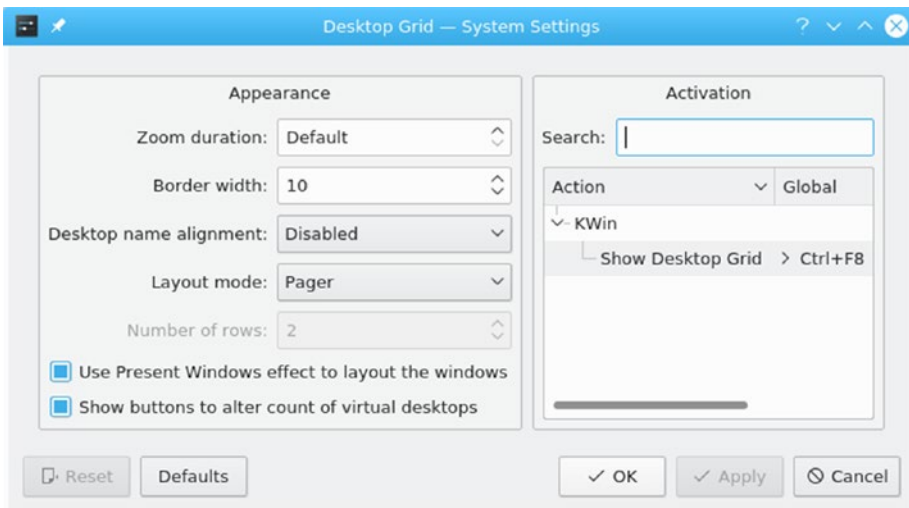 Desktop Grid — System Settings
Appearance
Zoom duration: Default
Border width: 10
Desktop name alignment: Disabled
Layout mode: Pager
Number of rows: 2
Use Present Windows effect to layout the windows
Show buttons to alter count of virtual desktops
Activation
Search:
Action Global
KWin
Show Desktop Grid Ctrl+F8
Reset Defaults OK Apply Cancel